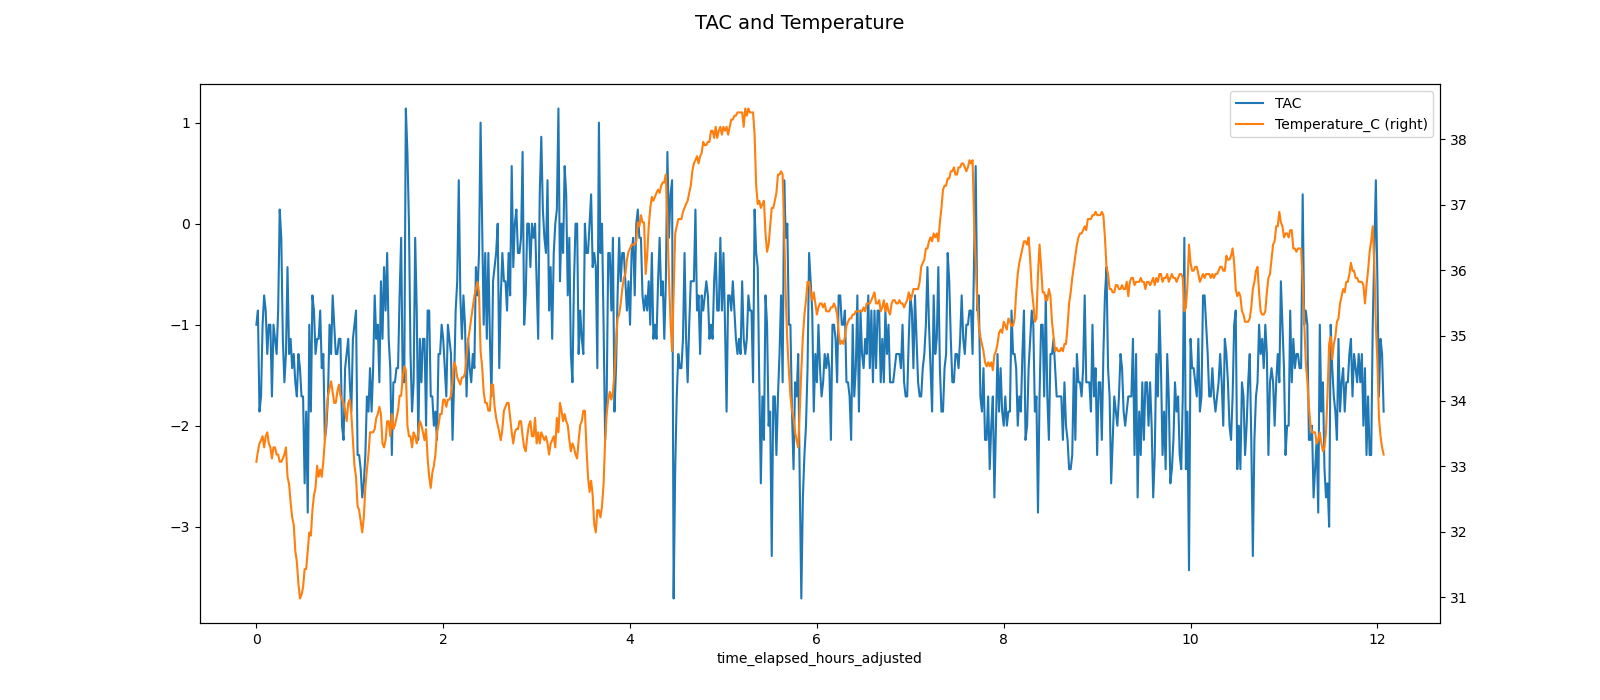 TAC and Temperature
TAC
Temperature_C (right)
1
0
−1
−2
−3
38
37
36
35
34
33
32
31
0 2 4 6 8 10 12
time_elapsed_hours_adjusted